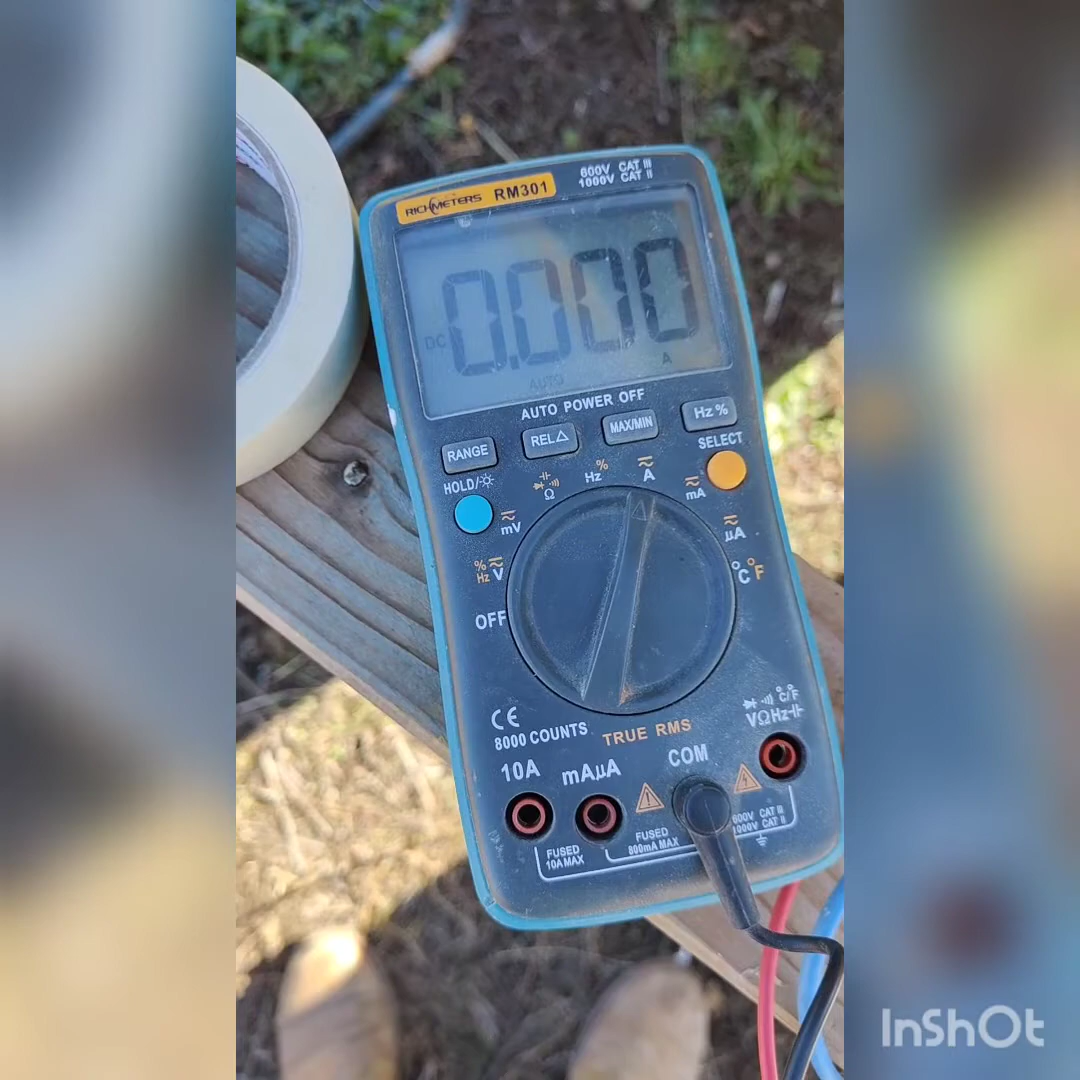 RICHMETERS RM301
600V CAT III
1000V CAT II
0.000
DC
AUTO
A
AUTO POWER OFF
RANGE
REL△
MAX/MIN
Hz %
HOLD/
SELECT
Ω
Hz %
A
mA
mV
µA
% Hz V
°C °F
OFF
CE
8000 COUNTS
TRUE RMS
°C/°F
VΩHz
10A
mAµA
COM
FUSED
10A MAX
FUSED
800mA MAX
600V CAT III
1000V CAT II
InShOt